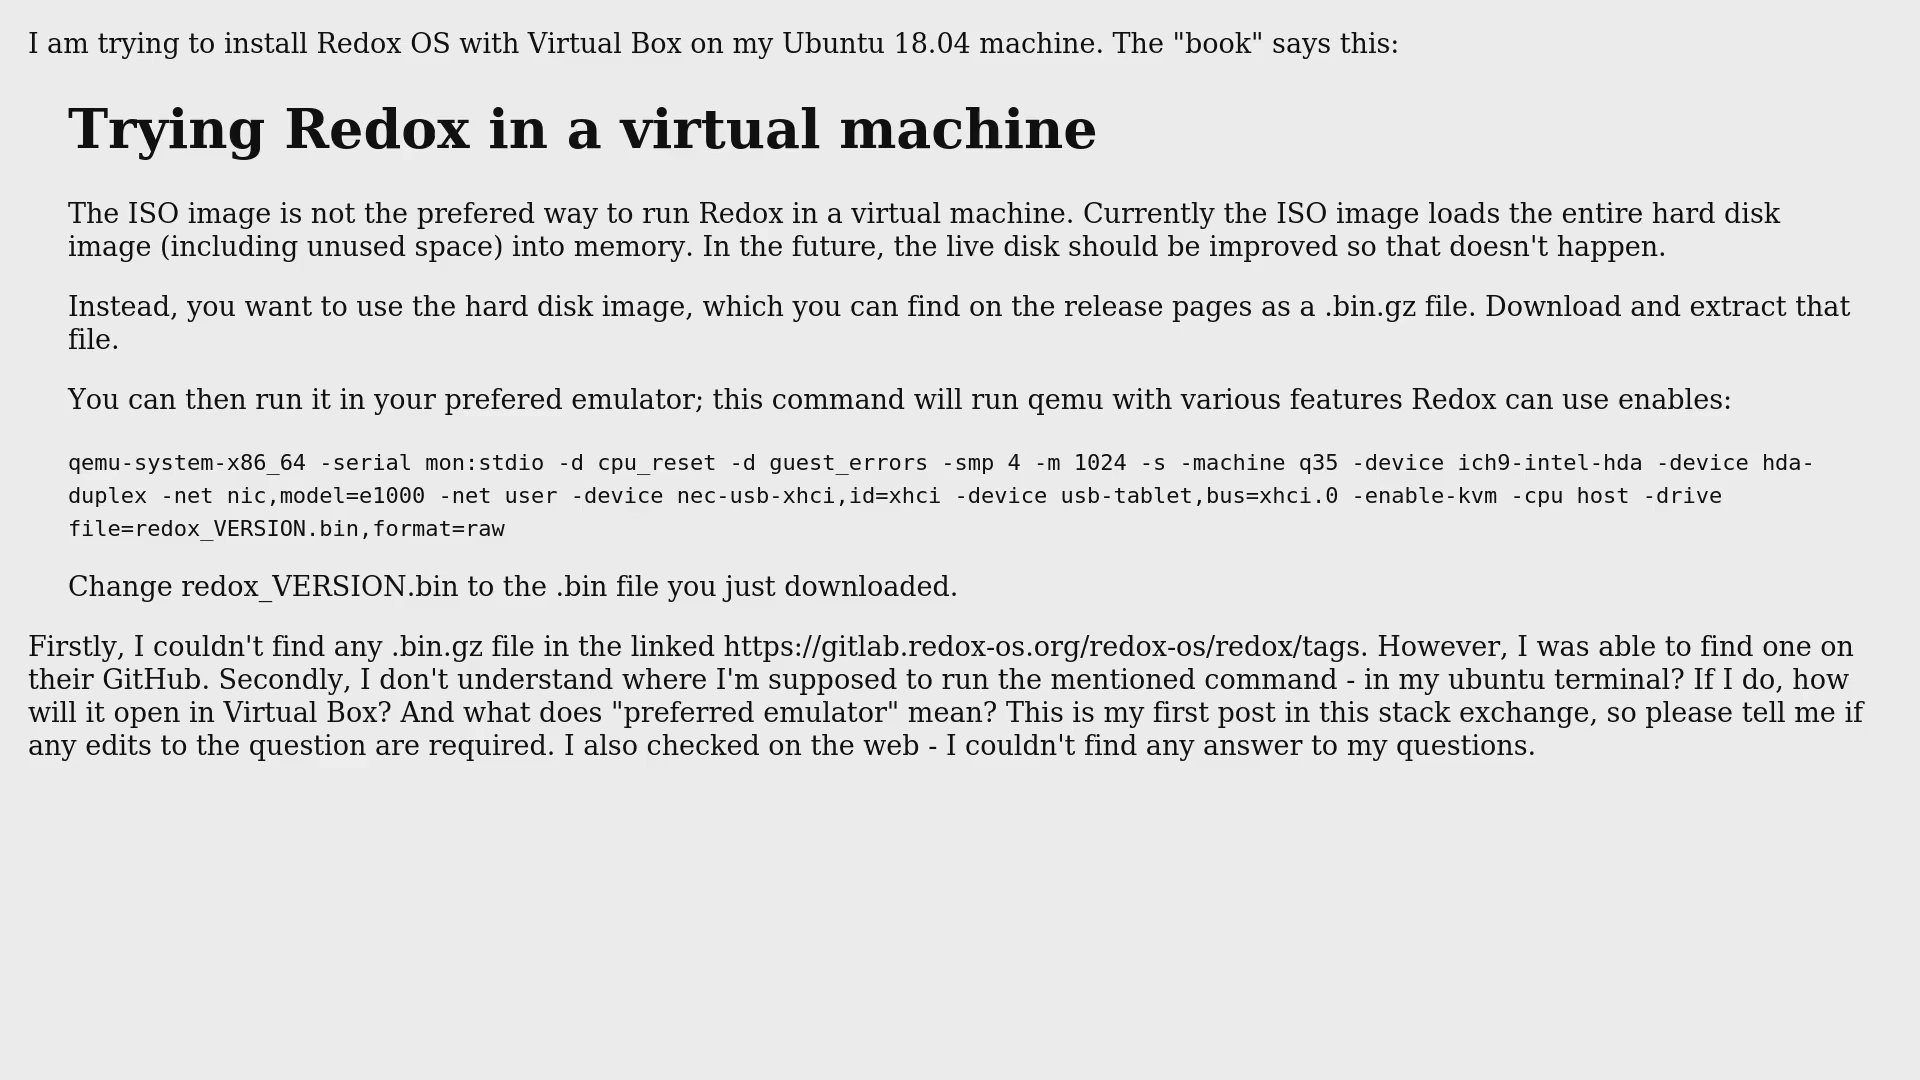 I am trying to install Redox OS with Virtual Box on my Ubuntu 18.04 machine. The "book" says this:
Trying Redox in a virtual machine
The ISO image is not the prefered way to run Redox in a virtual machine. Currently the ISO image loads the entire hard disk
image (including unused space) into memory. In the future, the live disk should be improved so that doesn't happen.
Instead, you want to use the hard disk image, which you can find on the release pages as a .bin.gz file. Download and extract that
file.
You can then run it in your prefered emulator; this command will run qemu with various features Redox can use enables:
qemu-system-x86_64 -serial mon:stdio -d cpu_reset -d guest_errors -smp 4 -m 1024 -s -machine q35 -device ich9-intel-hda -device hda-
duplex -net nic,model=e1000 -net user -device nec-usb-xhci,id=xhci -device usb-tablet,bus=xhci.0 -enable-kvm -cpu host -drive
file=redox_VERSION.bin,format=raw
Change redox_VERSION.bin to the .bin file you just downloaded.
Firstly, I couldn't find any .bin.gz file in the linked https://gitlab.redox-os.org/redox-os/redox/tags. However, I was able to find one on
their GitHub. Secondly, I don't understand where I'm supposed to run the mentioned command - in my ubuntu terminal? If I do, how
will it open in Virtual Box? And what does "preferred emulator" mean? This is my first post in this stack exchange, so please tell me if
any edits to the question are required. I also checked on the web - I couldn't find any answer to my questions.